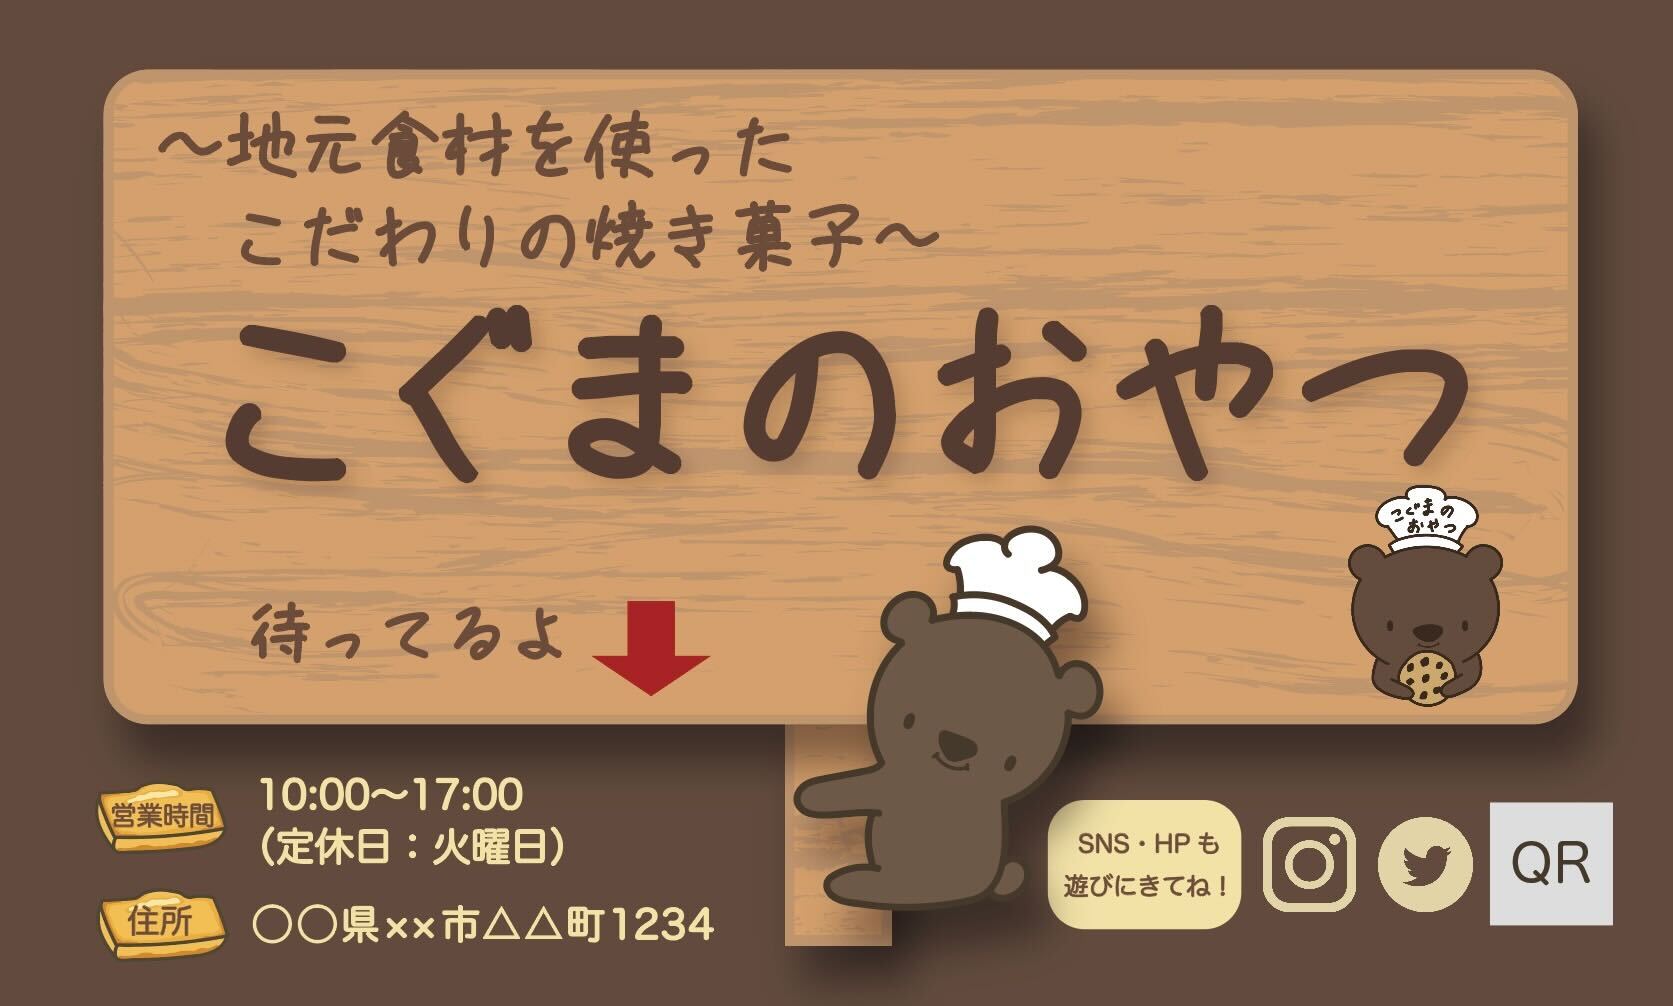 ～地元食材を使った
こだわりの焼き菓子～
こぐまのおやつ
こぐまの
おやつ
待ってるよ
営業時間
10:00～17:00
（定休日：火曜日）
住所
○○県××市△△町1234
SNS・HPも
遊びにきてね！
QR